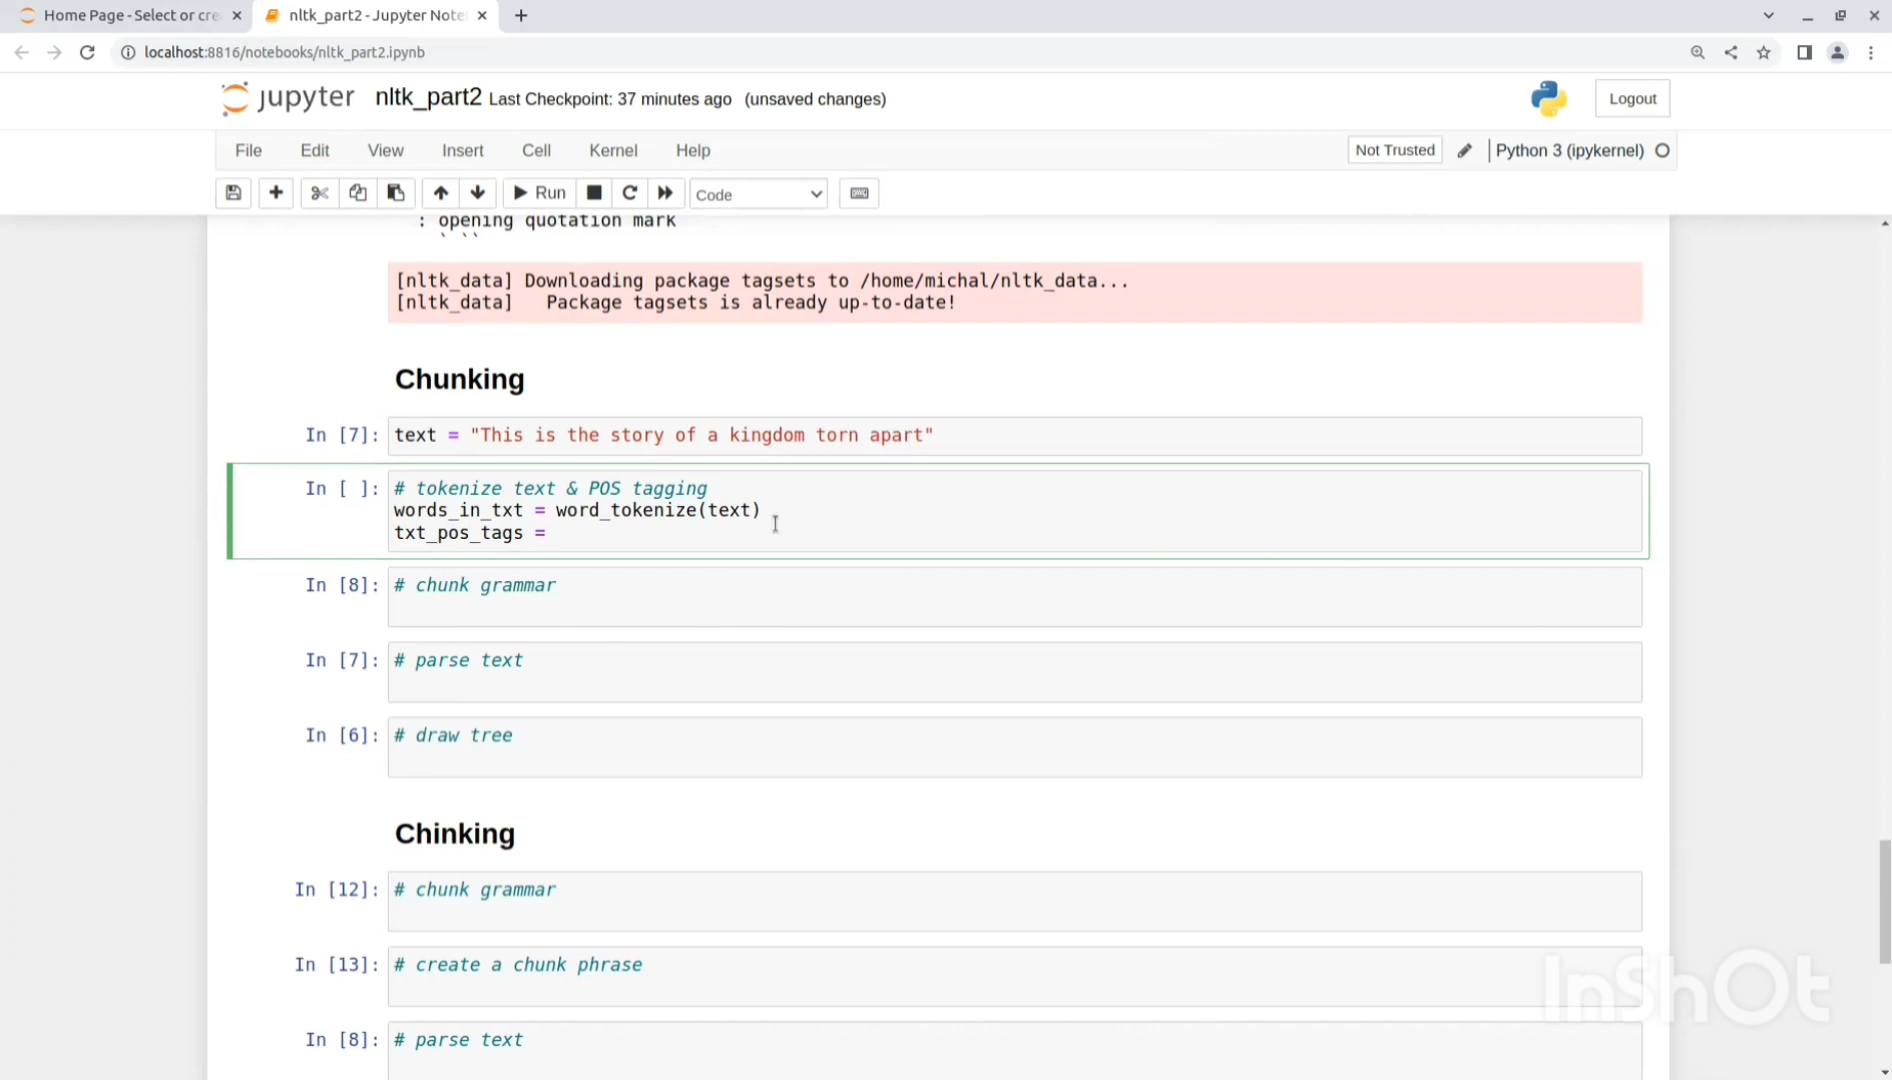 Home Page - Select or cre
nltk_part2 - Jupyter Note
localhost:8816/notebooks/nltk_part2.ipynb
jupyter nltk_part2 Last Checkpoint: 37 minutes ago (unsaved changes)
Logout
File Edit View Insert Cell Kernel Help
Not Trusted
Python 3 (ipykernel)
Run
Code
: opening quotation mark
` ``
[nltk_data] Downloading package tagsets to /home/michal/nltk_data...
[nltk_data]   Package tagsets is already up-to-date!
Chunking
In [7]: text = "This is the story of a kingdom torn apart"
In [ ]: # tokenize text & POS tagging
words_in_txt = word_tokenize(text)
txt_pos_tags =
In [8]: # chunk grammar
In [7]: # parse text
In [6]: # draw tree
Chinking
In [12]: # chunk grammar
In [13]: # create a chunk phrase
In [8]: # parse text
InShOt